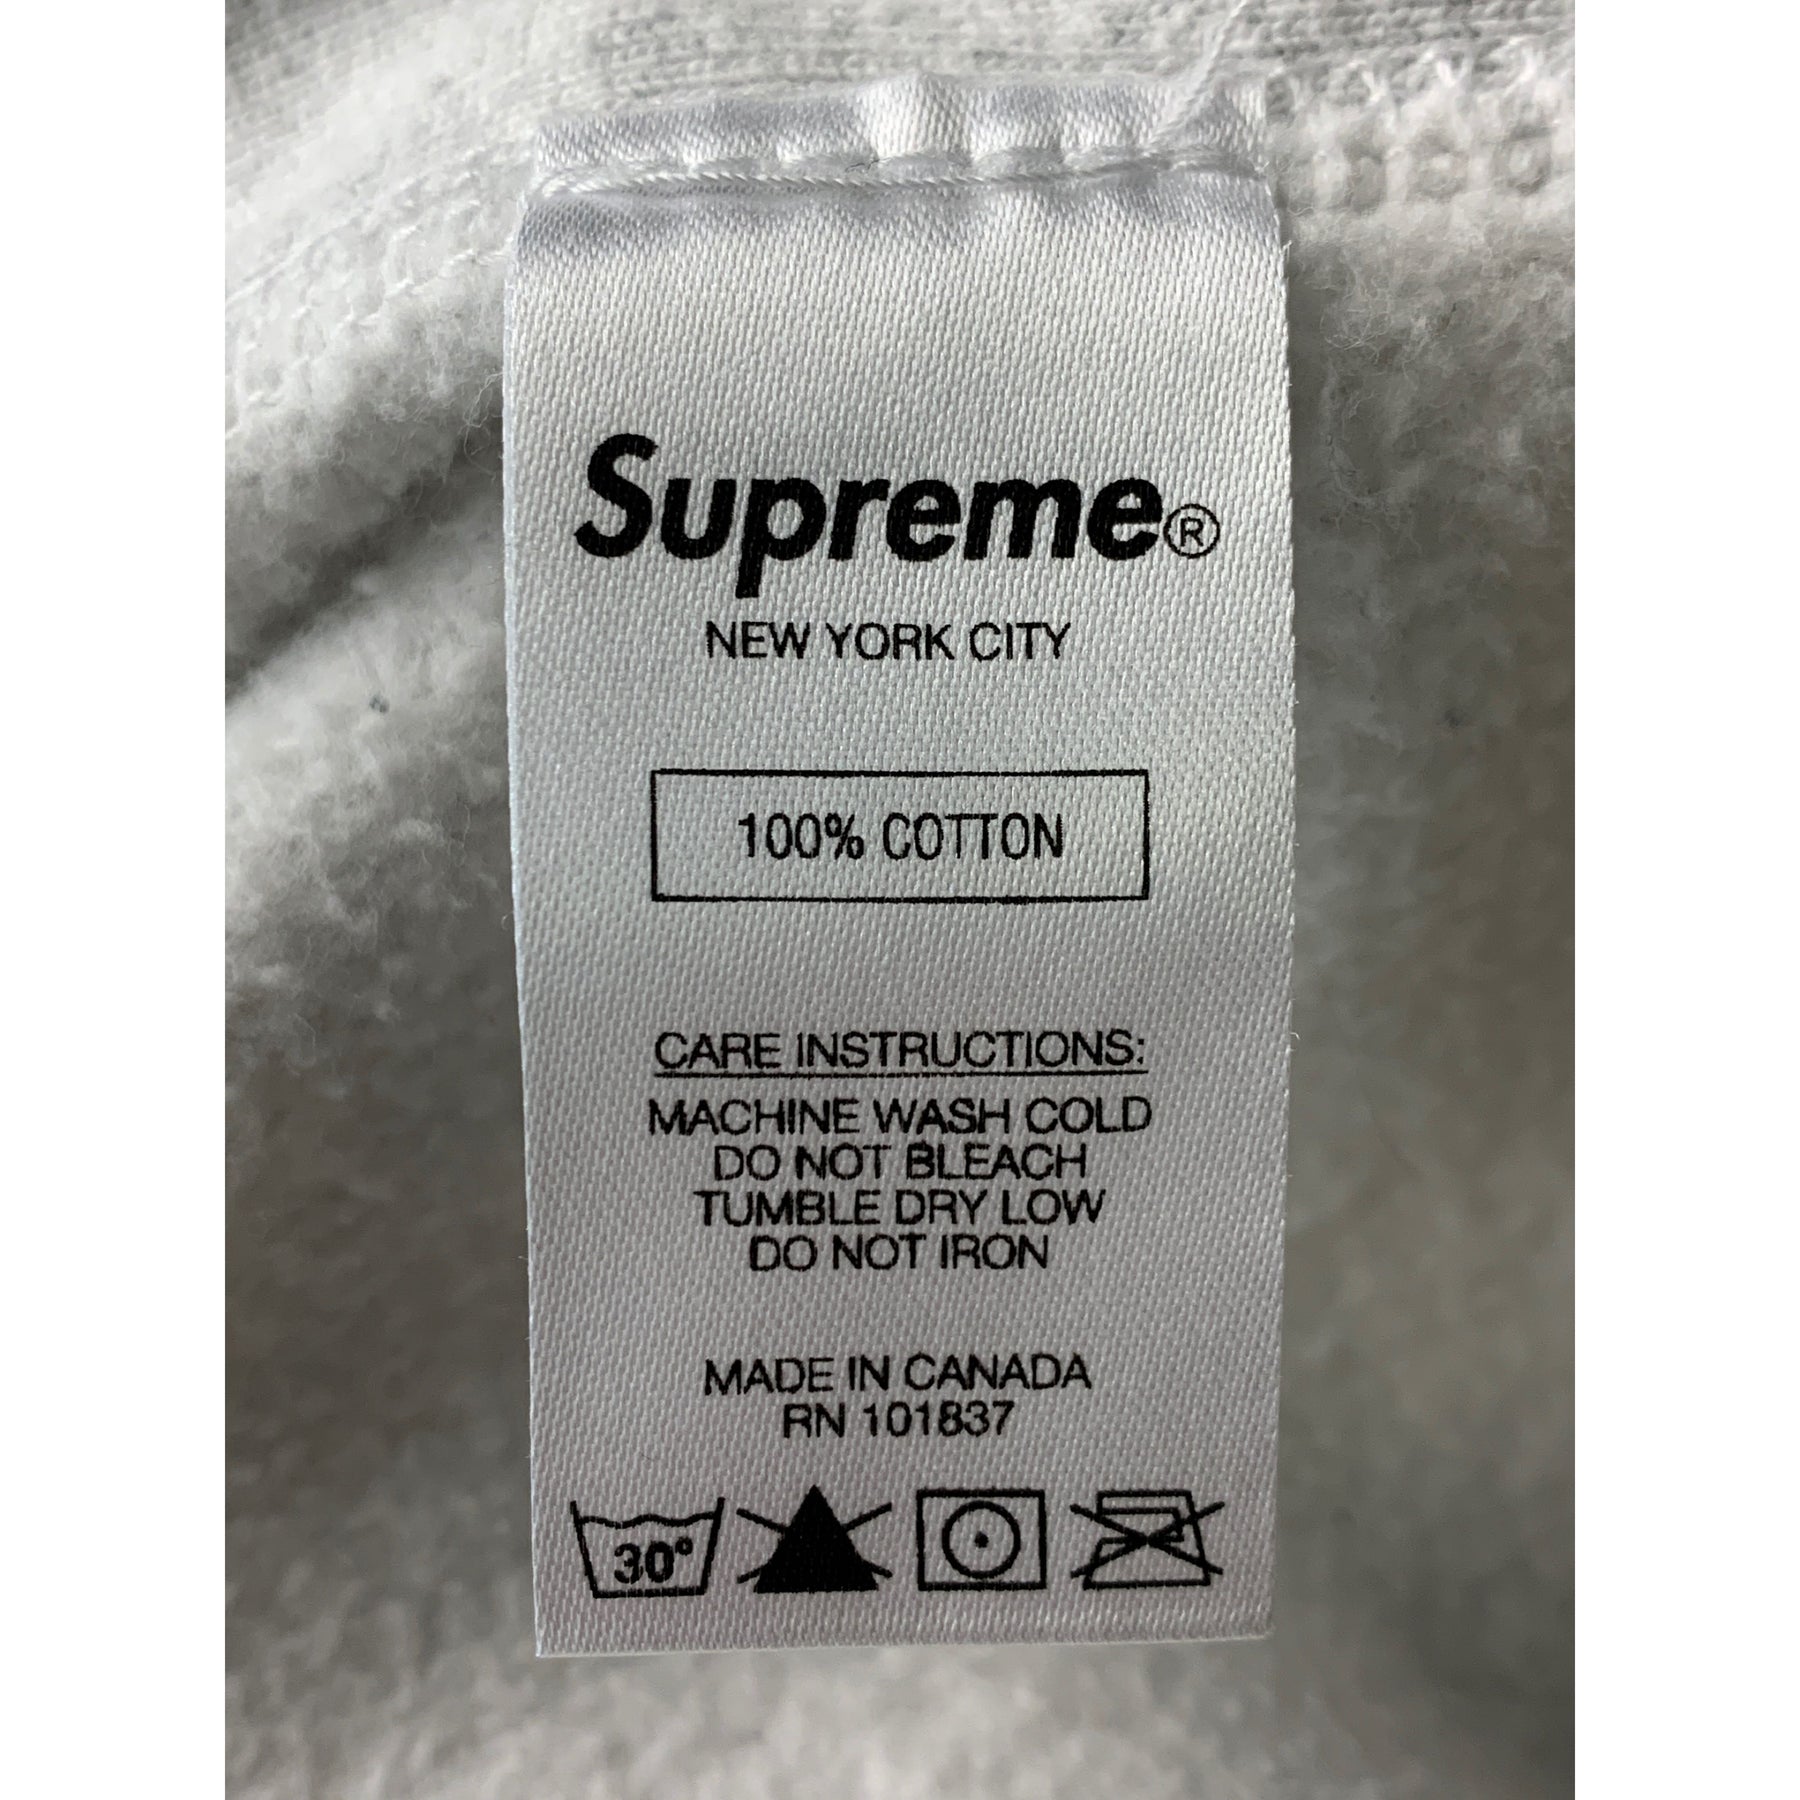 Supreme®
NEW YORK CITY
100% COTTON
CARE INSTRUCTIONS:
MACHINE WASH COLD
DO NOT BLEACH
TUMBLE DRY LOW
DO NOT IRON
MADE IN CANADA
RN 101837
30°